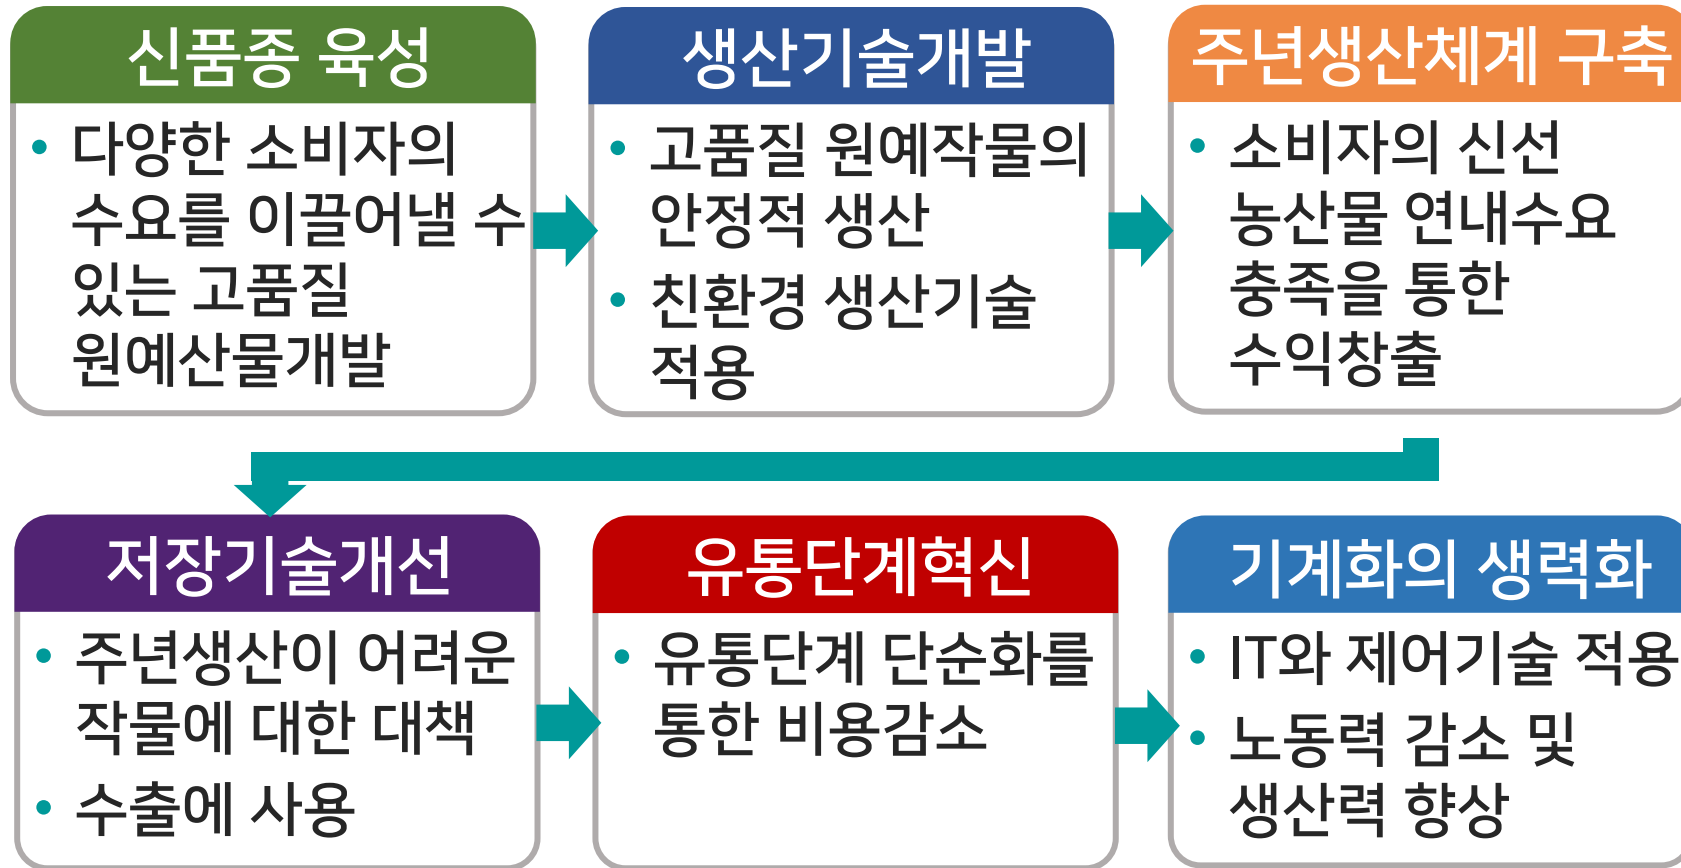 신품종 육성
• 다양한 소비자의
수요를 이끌어낼 수
있는 고품질
원예산물개발
생산기술개발
• 고품질 원예작물의
안정적 생산
• 친환경 생산기술
적용
주년생산체계 구축
• 소비자의 신선
농산물 연내수요
충족을 통한
수익창출
저장기술개선
• 주년생산이 어려운
작물에 대한 대책
• 수출에 사용
유통단계혁신
• 유통단계 단순화를
통한 비용감소
기계화의 생력화
• IT와 제어기술 적용
• 노동력 감소 및
생산력 향상